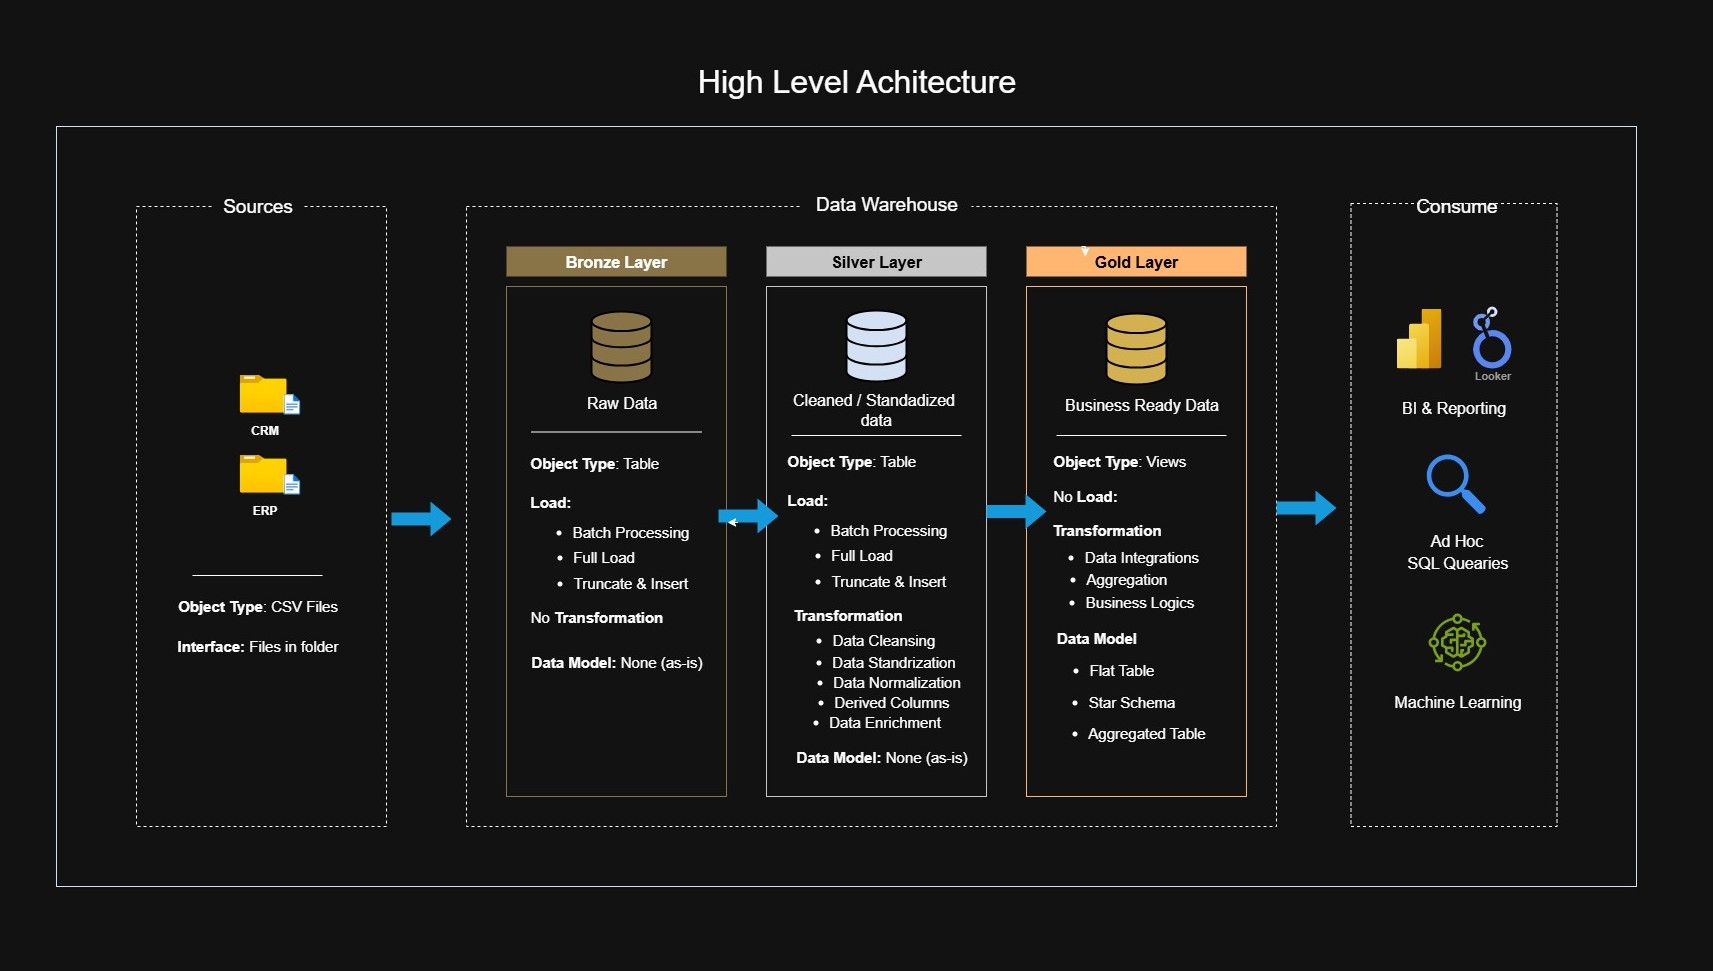 High Level Achitecture
Sources
CRM
ERP
Object Type: CSV Files
Interface: Files in folder
Data Warehouse
Bronze Layer
Raw Data
Object Type: Table
Load:
• Batch Processing
• Full Load
• Truncate & Insert
No Transformation
Data Model: None (as-is)
Silver Layer
Cleaned / Standadized
data
Object Type: Table
Load:
• Batch Processing
• Full Load
• Truncate & Insert
Transformation
• Data Cleansing
• Data Standrization
• Data Normalization
• Derived Columns
• Data Enrichment
Data Model: None (as-is)
Gold Layer
Business Ready Data
Object Type: Views
No Load:
Transformation
• Data Integrations
• Aggregation
• Business Logics
Data Model
• Flat Table
• Star Schema
• Aggregated Table
Consume
Looker
BI & Reporting
Ad Hoc
SQL Quearies
Machine Learning